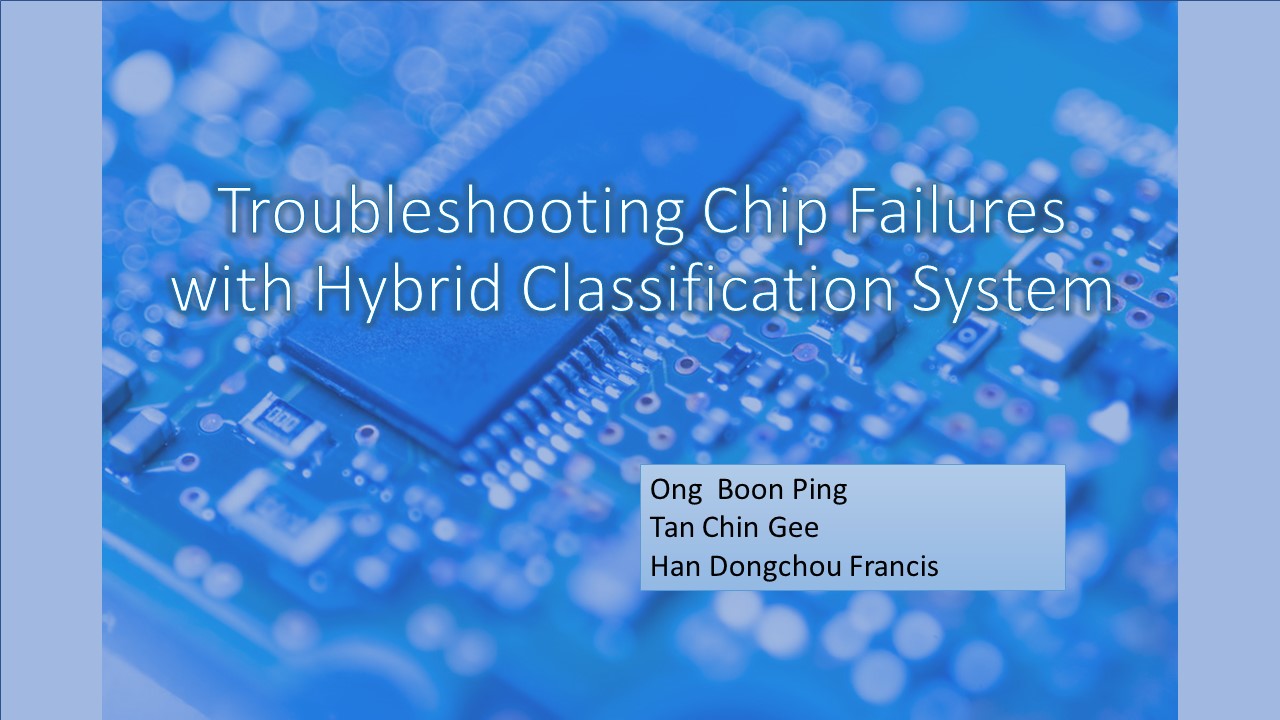 Troubleshooting Chip Failures
with Hybrid Classification System
Ong  Boon Ping
Tan Chin Gee
Han Dongchou Francis